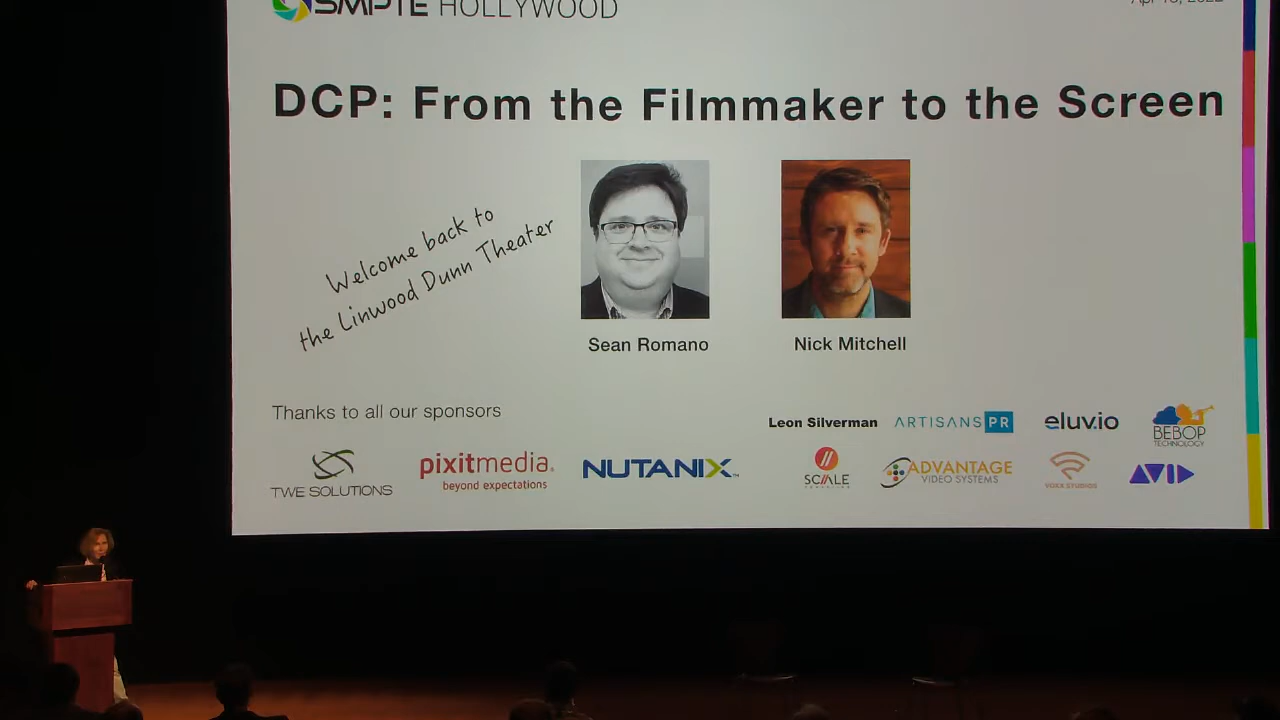 SMPTE HOLLYWOOD
DCP: From the Filmmaker to the Screen
Welcome back to
the Linwood Dunn Theater
Sean Romano
Nick Mitchell
Thanks to all our sponsors
Leon Silverman
ARTISANS PR
eluv.io
BEBOP
TECHNOLOGY
TWE SOLUTIONS
pixitmedia
beyond expectations
NUTANIX
SCALE
ADVANTAGE
VIDEO SYSTEMS
VOXX STUDIOS
AVID